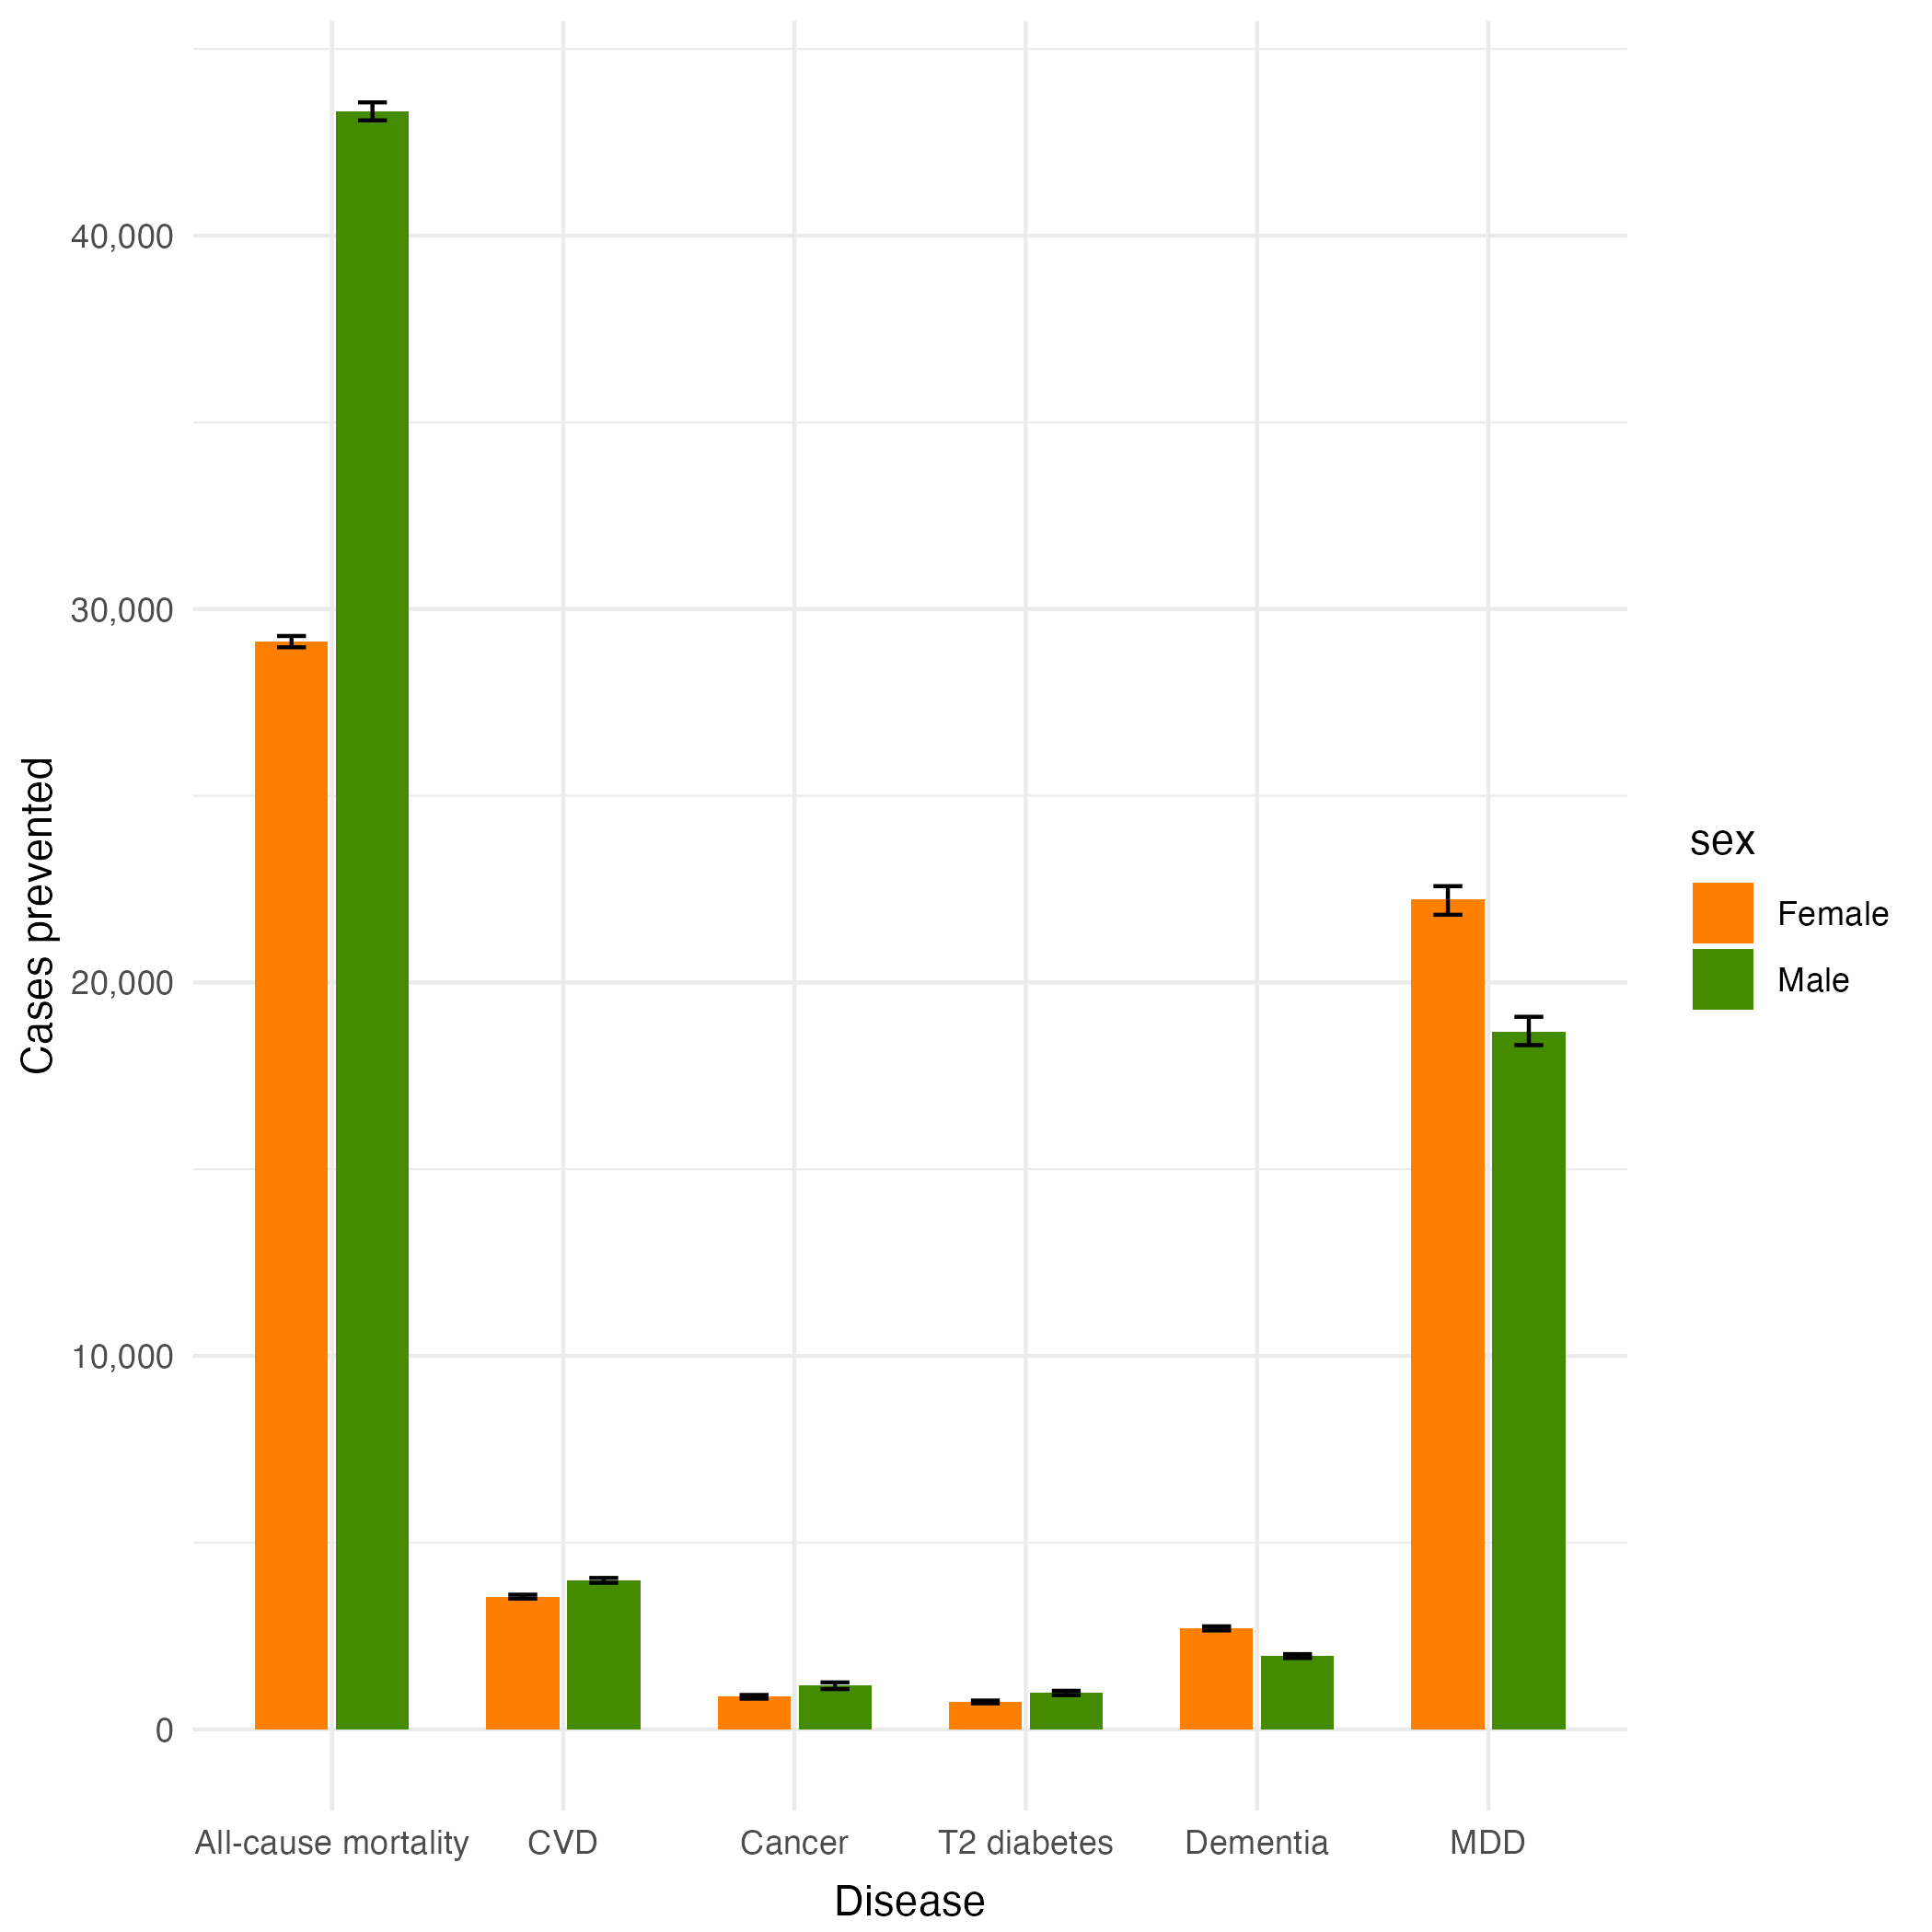 Cases prevented
40,000
30,000
20,000
10,000
0
All-cause mortality CVD Cancer T2 diabetes Dementia MDD
Disease
sex
Female
Male